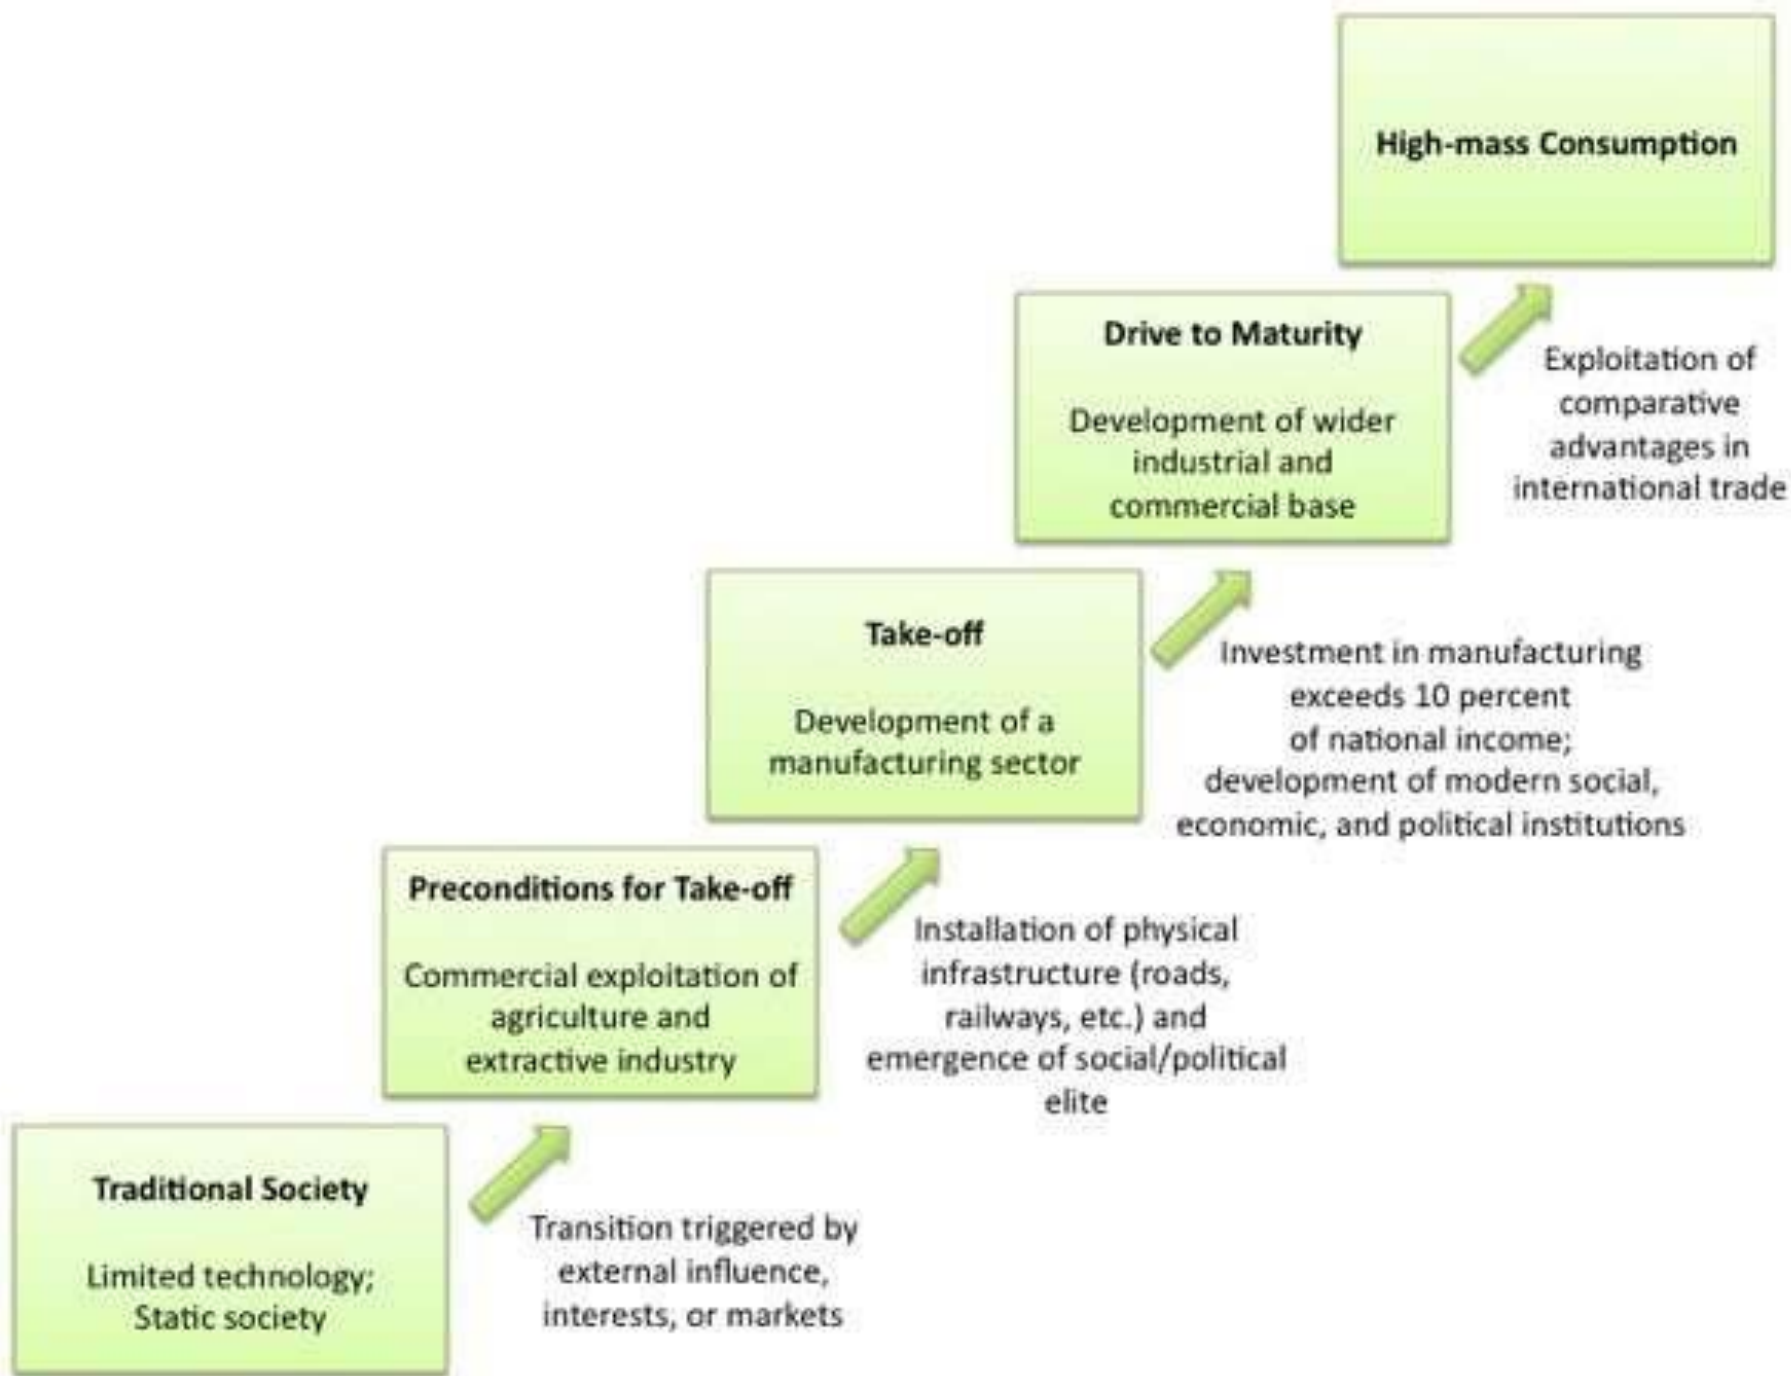 High-mass Consumption
Drive to Maturity
Development of wider
industrial and
commercial base
Exploitation of
comparative
advantages in
international trade
Take-off
Development of a
manufacturing sector
Investment in manufacturing
exceeds 10 percent
of national income;
development of modern social,
economic, and political institutions
Preconditions for Take-off
Commercial exploitation of
agriculture and
extractive industry
Installation of physical
infrastructure (roads,
railways, etc.) and
emergence of social/political
elite
Traditional Society
Limited technology;
Static society
Transition triggered by
external influence,
interests, or markets